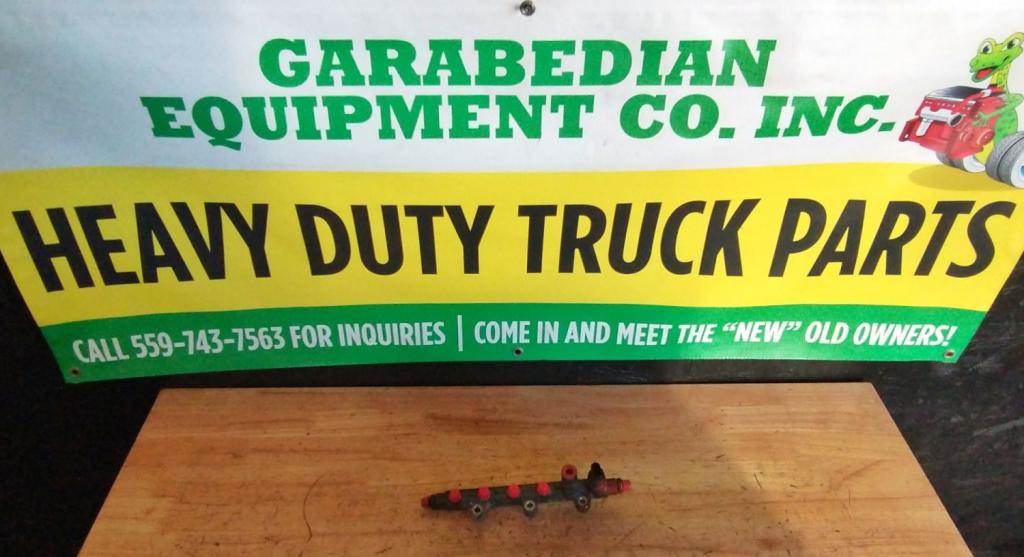 GARABEDIAN
EQUIPMENT CO. INC.
HEAVY DUTY TRUCK PARTS
CALL 559-743-7563 FOR INQUIRIES | COME IN AND MEET THE “NEW” OLD OWNERS!